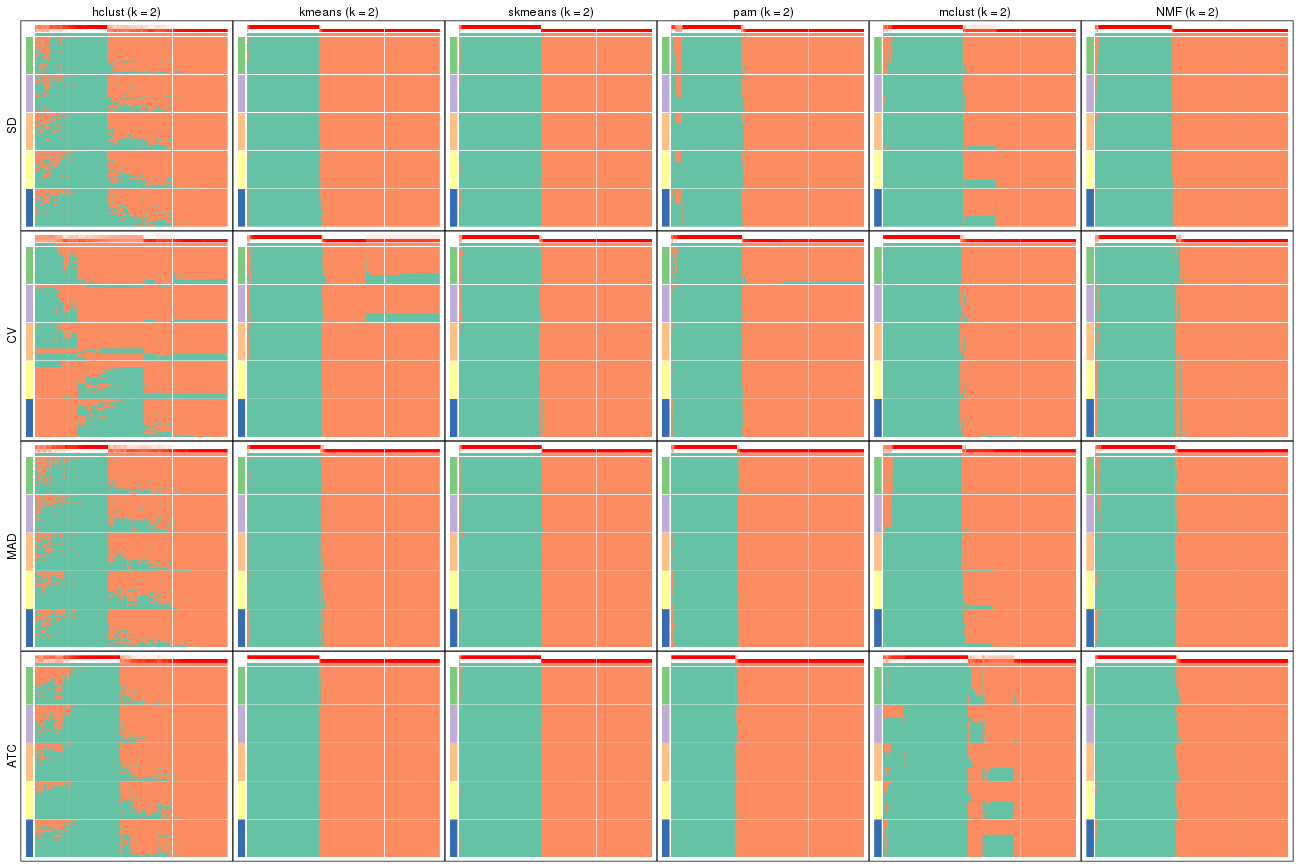 hclust (k = 2) kmeans (k = 2) skmeans (k = 2) pam (k = 2) mclust (k = 2) NMF (k = 2)
SD
CV
MAD
ATC